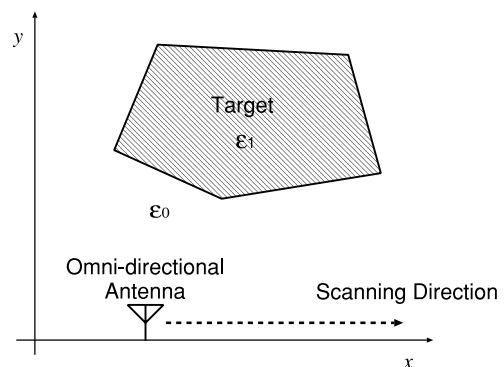 y
Target
ε1
ε0
Omni-directional
Antenna
Scanning Direction
x